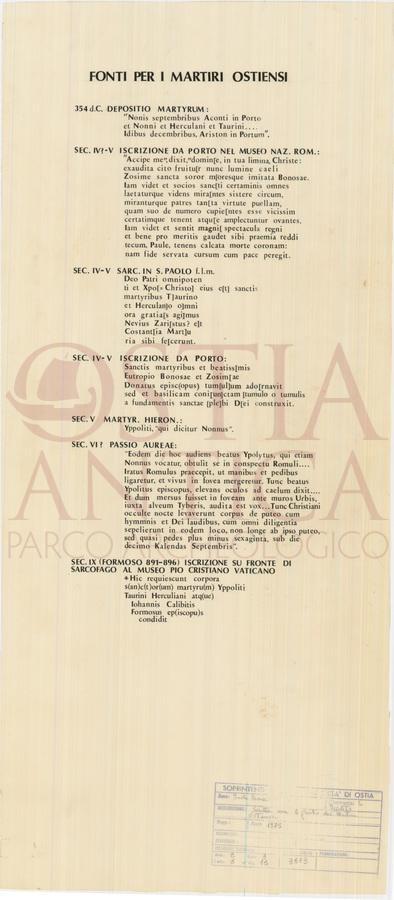 FONTI PER I MARTIRI OSTIENSI
354 d.C. DEPOSITIO MARTYRUM:
"Nonis septembribus Aconti in Porto
et Nonni et Herculani et Taurini....
Idibus decembribus, Ariston in Portum".
SEC. IV?-V ISCRIZIONE DA PORTO NEL MUSEO NAZ. ROM.:
"Accipe me", dixit, "domin[e, in tua limina, Christe:
exaudita cito fruitu[r nunc lumine caeli
Zosime sancta soror m[oresque imitata Bonosae.
Iam videt et socios sanc[ti certaminis omnes
laetaturque videns mira[ntes sistere circum,
miranturque patres tan[ta virtute puellam,
quam suo de numero cupie[ntes esse vicissim
certatimque tenent atqu[e amplectuntur ovantes.
Iam videt et sentit magni[ spectacula regni
et bene pro meritis gaudet sibi praemia reddi
tecum, Paule, tenens calcata morte coronam:
nam fide servata cursum cum pace peregit.
SEC. IV-V SARC. IN S. PAOLO f.l.m.
Deo Patri omnipoten
ti et Xpo[= Christo] eius e[t] sanctis
martyribus T]aurino
et Herculan]o o]mni
ora gratia[s agi]mus
Nevius Zari[stus? e]t
Costant[ia Mart]u
ria sibi fe[cerunt.
SEC. IV-V ISCRIZIONE DA PORTO:
Sanctis martyribus et beatiss[mis
Eutropio Bonosae et Zosim[ae
Donatus episc(opus) tum[ul]um ado[rnavit
sed et basilicam coni[un]ctam [tumulo o tumulis
a fundamentis sanctae [ple]bi D[ei construxit.
SEC. V MARTYR. HIERON.:
Yppoliti, "qui dicitur Nonnus".
SEC. VI? PASSIO AUREAE:
"Eodem die hoc audiens beatus Ypolytus, qui etiam
Nonnus vocatur, obtulit se in conspectu Romuli....
Iratus Romulus praecepit, ut manibus et pedibus
ligaretur, et vivus in fovea mergeretur. Tunc beatus
Ypolitus episcopus, elevans oculos ad caelum dixit....
Et dum mersus fuisset in foveam ante muros Urbis,
iuxta alveum Tyberis, audita est vox...Tunc Christiani
occulte nocte levaverunt corpus de puteo cum
hymnnis et Dei laudibus, cum omni diligentia
sepelierunt in eodem loco, non longe ab ipso puteo,
sed quasi pedes plus minus sexaginta, sub die
decimo Kalendas Septembris".
SEC. IX (FORMOSO 891-896) ISCRIZIONE SU FRONTE DI
SARCOFAGO AL MUSEO PIO CRISTIANO VATICANO
+Hic requiescunt corpora
s(an)c(t)or(um) martyru(m) Yppoliti
Taurini Herculiani atq(ue)
Iohannis Calibitis
Formosus ep(iscopu)s
condidit
OSTIA
ANTICA
PARCO ARCHEOLOGICO
DI OSTIA